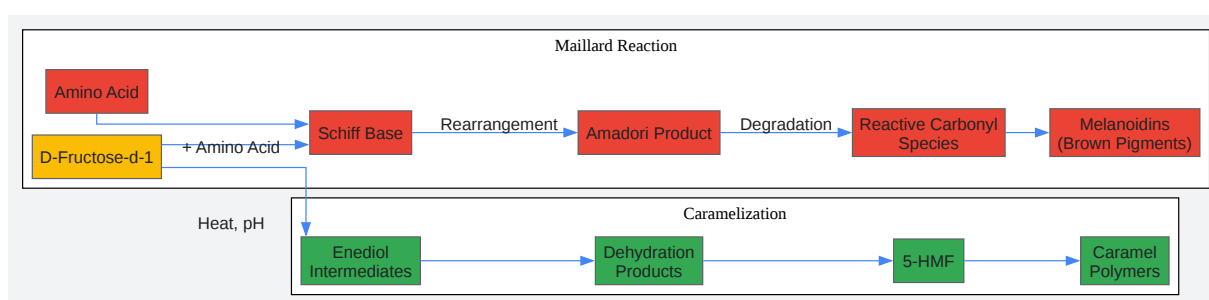 Maillard Reaction
Amino Acid
D-Fructose-d-1
+ Amino Acid
Schiff Base
Rearrangement
Amadori Product
Degradation
Reactive Carbonyl
Species
Melanoidins
(Brown Pigments)
Heat, pH
Caramelization
Enediol
Intermediates
Dehydration
Products
5-HMF
Caramel
Polymers